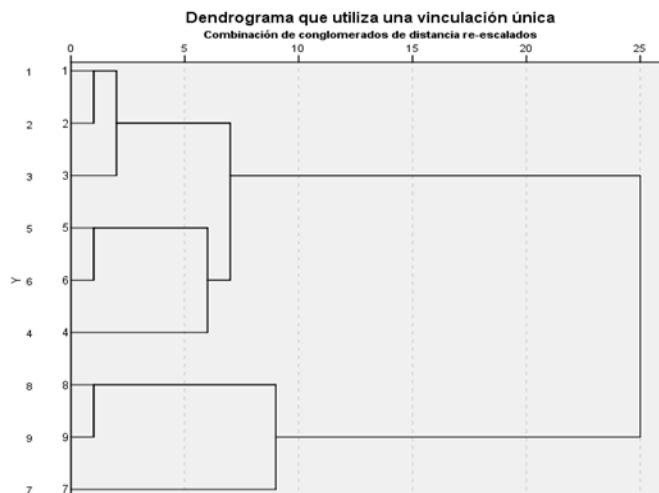 Dendrograma que utiliza una vinculación única
Combinación de conglomerados de distancia re-escalados
0 5 10 15 20 25
1 1
2 2
3 3
5 5
Y 6 6
4 4
8 8
9 9
7 7